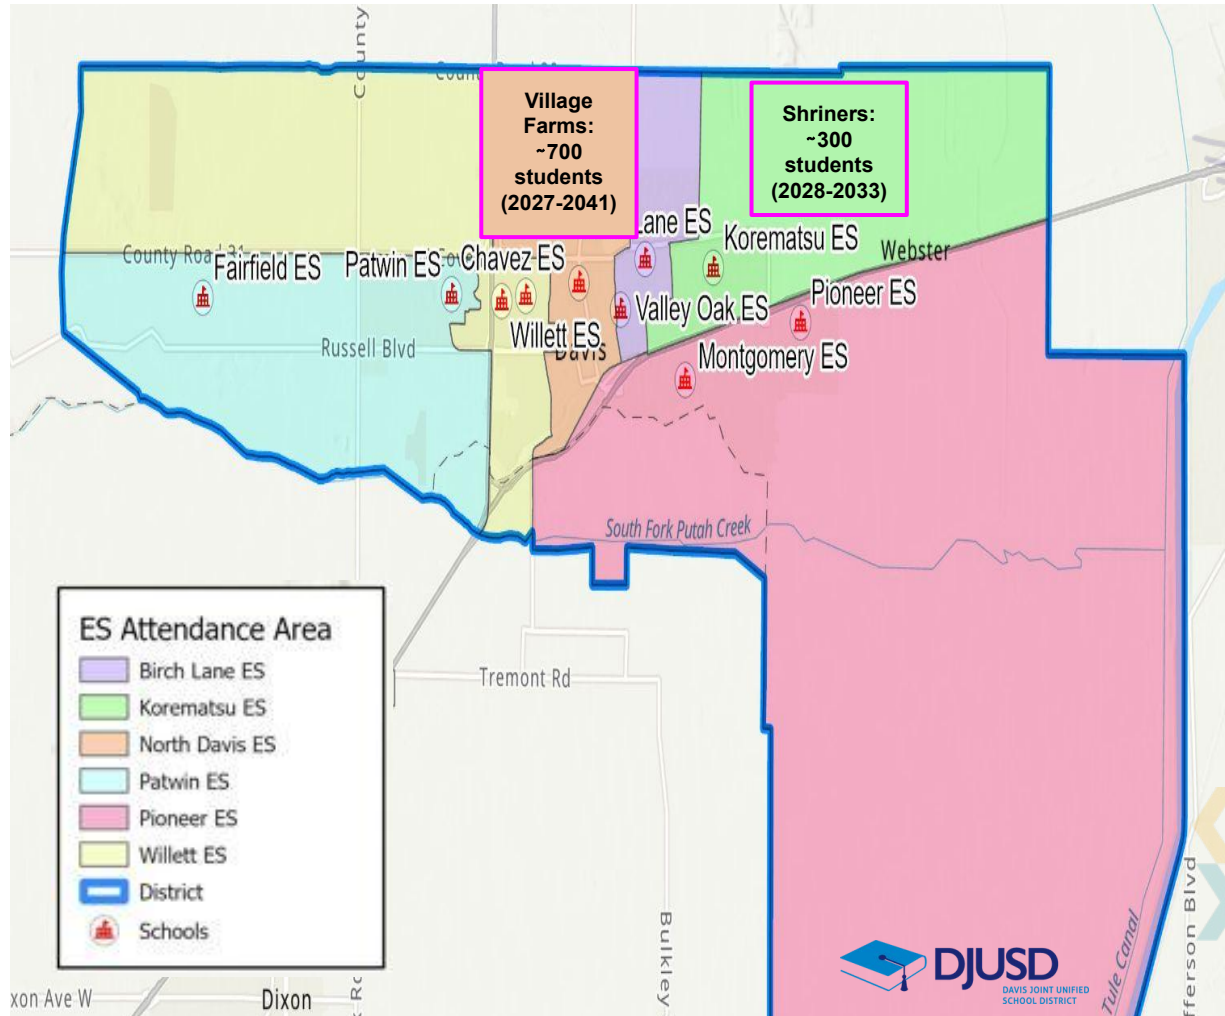 County
Village
Farms:
~700
students
(2027-2041)
Shriners:
~300
students
(2028-2033)
Lane ES
Korematsu ES
Webster
County Road 31
Fairfield ES
Patwin ES
Chavez ES
Valley Oak ES
Pioneer ES
Willett ES
Russell Blvd
Davis
Montgomery ES
South Fork Putah Creek
ES Attendance Area
Birch Lane ES
Korematsu ES
North Davis ES
Patwin ES
Pioneer ES
Willett ES
District
Schools
Tremont Rd
Bulkley
fferson Blvd
Tule Canal
DJUSD
DAVIS JOINT UNIFIED
SCHOOL DISTRICT
xon Ave W
Dixon